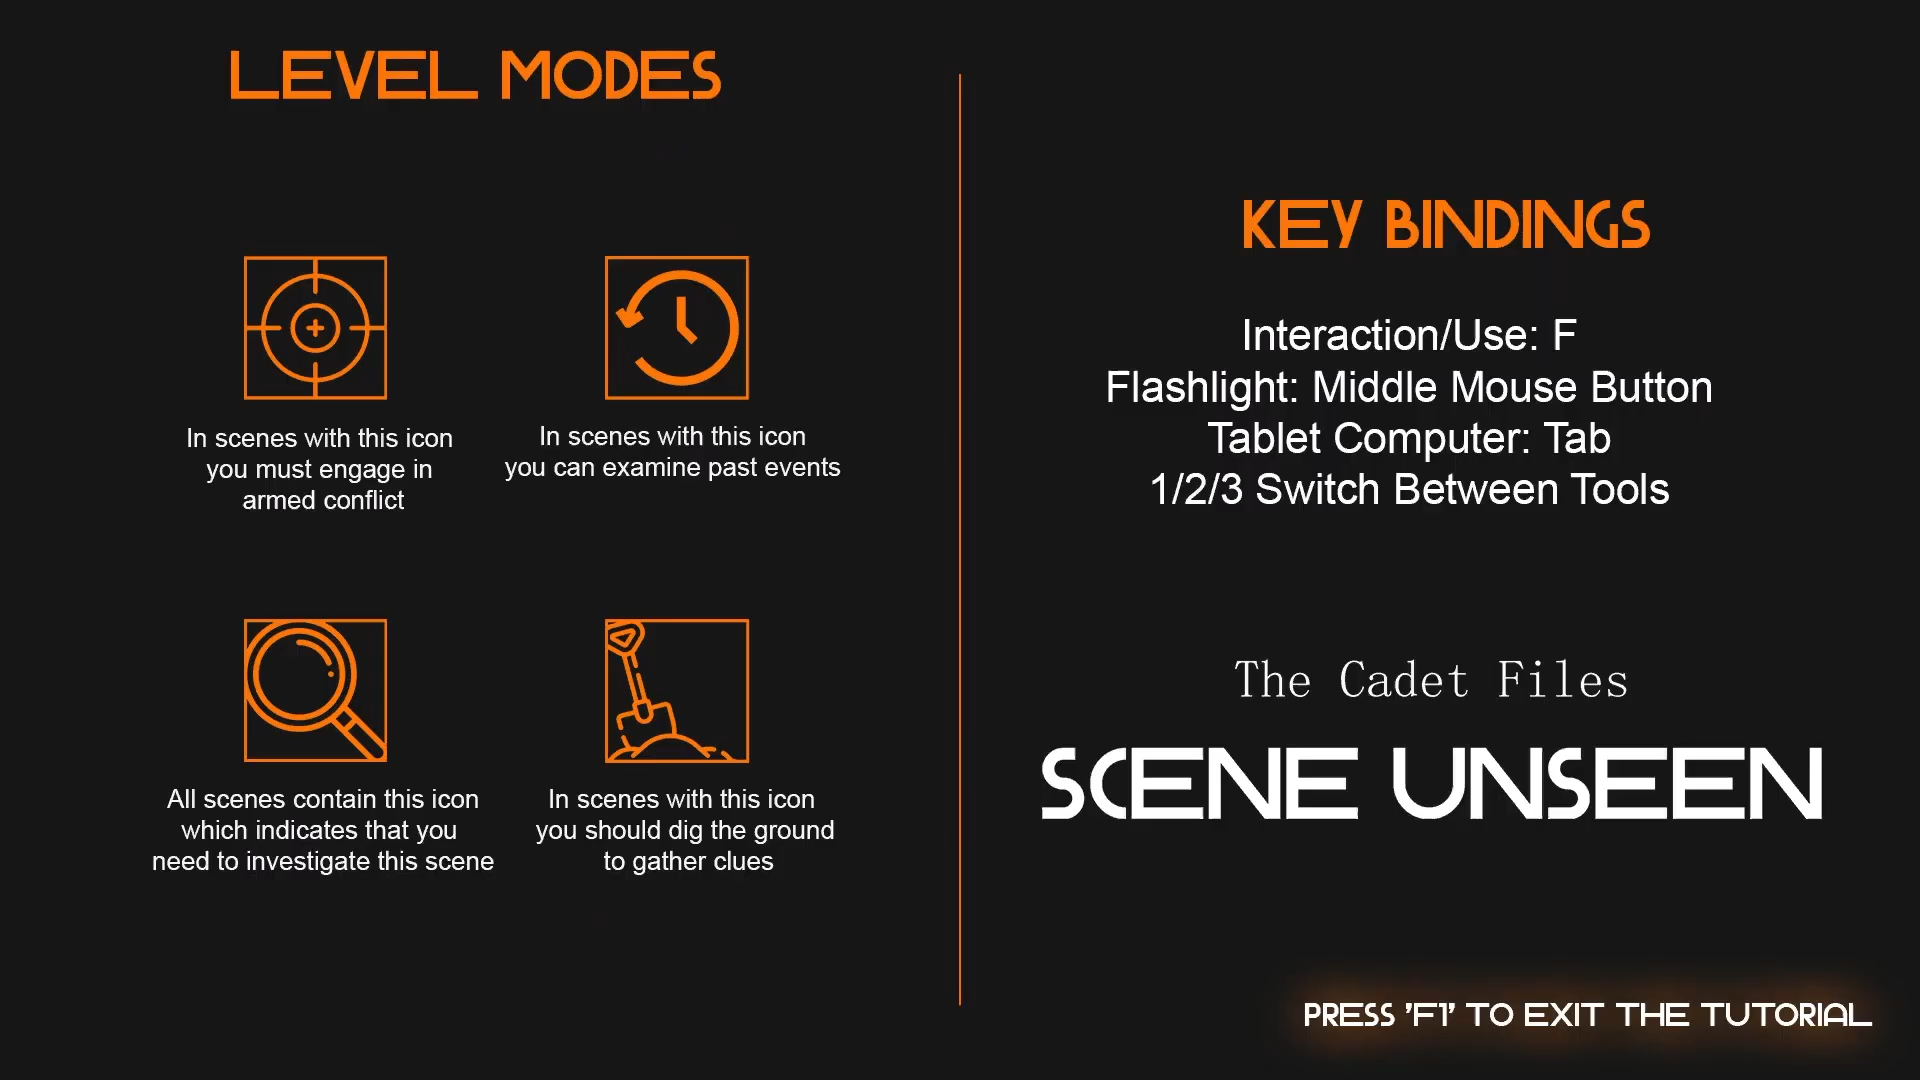 LEVEL MODES
In scenes with this icon
you must engage in
armed conflict
In scenes with this icon
you can examine past events
All scenes contain this icon
which indicates that you
need to investigate this scene
In scenes with this icon
you should dig the ground
to gather clues
KEY BINDINGS
Interaction/Use: F
Flashlight: Middle Mouse Button
Tablet Computer: Tab
1/2/3 Switch Between Tools
The Cadet Files
SCENE UNSEEN
PRESS 'F1' TO EXIT THE TUTORIAL